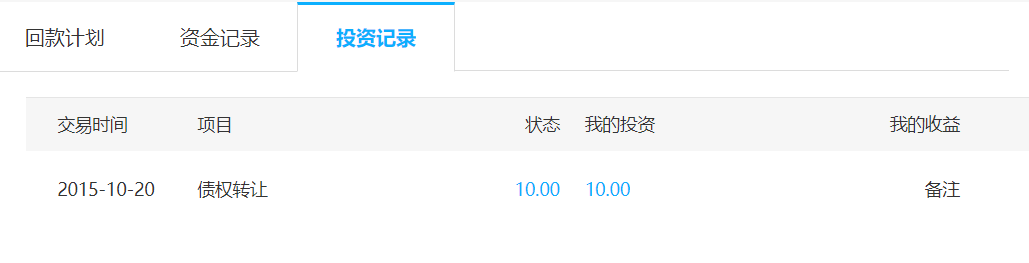 回款计划 资金记录 投资记录
交易时间 项目 状态 我的投资 我的收益
2015-10-20 债权转让 10.00 10.00 备注